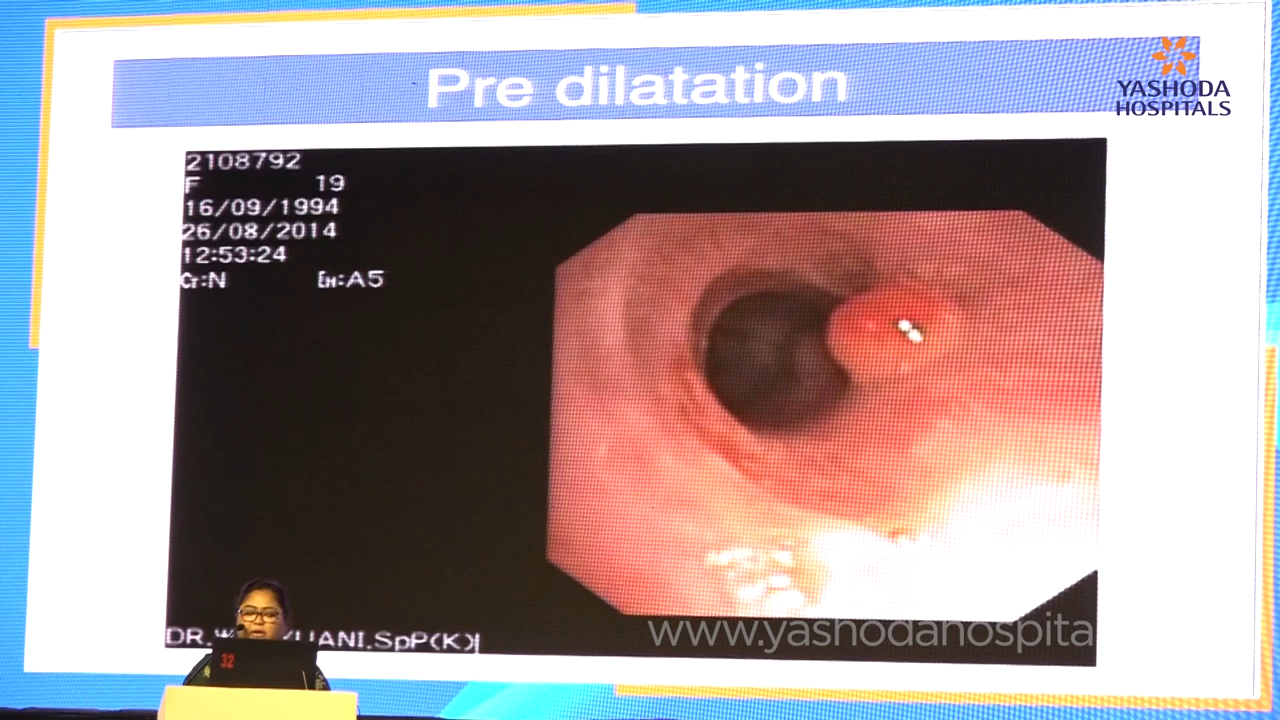 Pre dilatation
YASHODA
HOSPITALS
2108792
F 19
16/09/1994
26/08/2014
12:53:24
Cr:N EH:A5
DR. SpP(K)
32
www.yashodahospita